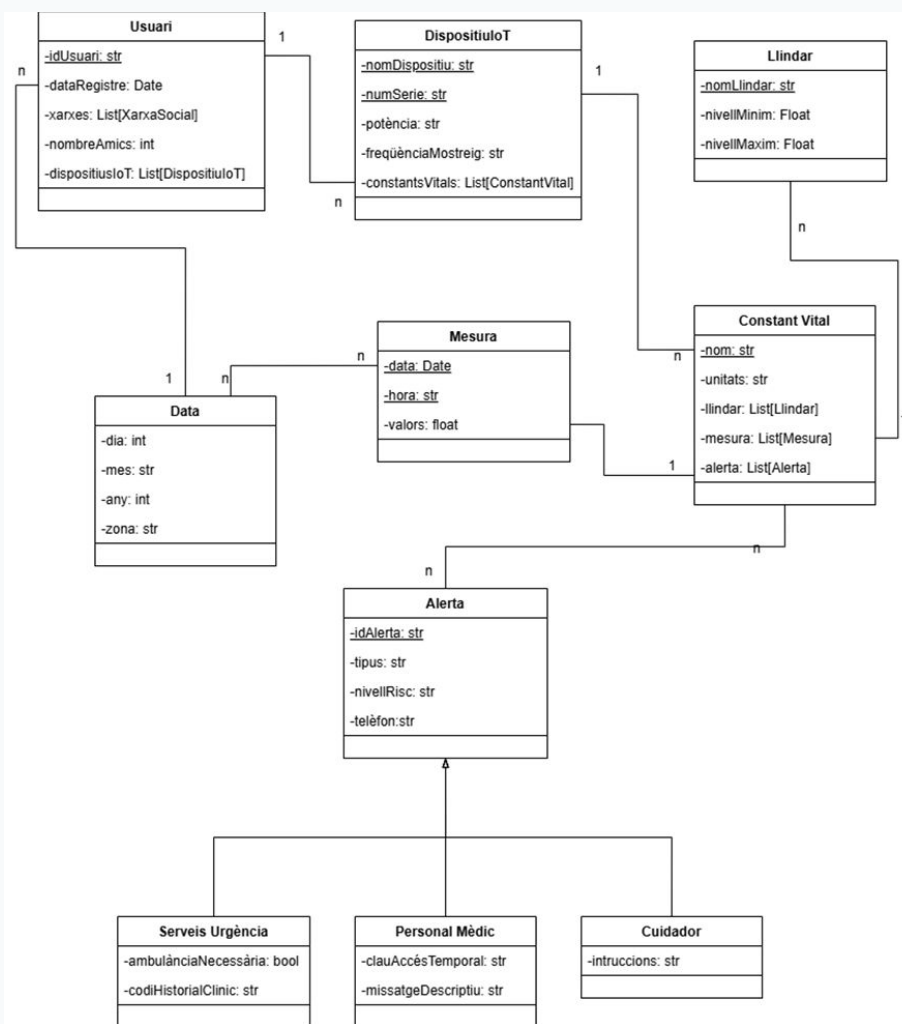 Usuari
-idUsuari: str
-dataRegistre: Date
-xarxes: List[XarxaSocial]
-nombreAmics: int
-dispositiusIoT: List[DispositiuIoT]
1
n
n
DispositiuIoT
-nomDispositiu: str
-numSerie: str
-potència: str
-freqüènciaMostreig: str
-constantsVitals: List[ConstantVital]
1
Llindar
-nomLlindar: str
-nivellMinim: Float
-nivellMaxim: Float
n
Mesura
-data: Date
-hora: str
-valors: float
n
n
1
Data
-dia: int
-mes: str
-any: int
-zona: str
Constant Vital
-nom: str
-unitats: str
-llindar: List[Llindar]
-mesura: List[Mesura]
-alerta: List[Alerta]
n
1
n
n
Alerta
-idAlerta: str
-tipus: str
-nivellRisc: str
-telèfon:str
Serveis Urgència
-ambulànciaNecessària: bool
-codiHistorialClinic: str
Personal Mèdic
-clauAccésTemporal: str
-missatgeDescriptiu: str
Cuidador
-intruccions: str